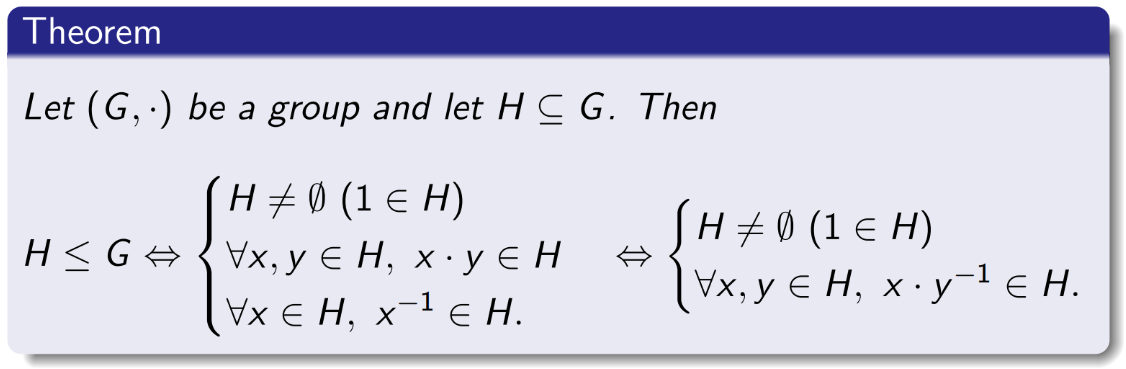 Theorem
Let (G, ·) be a group and let H ⊆ G. Then
H ≤ G ⇔ { H ≠ ∅ (1 ∈ H)
∀x, y ∈ H, x · y ∈ H
∀x ∈ H, x⁻¹ ∈ H.
⇔ { H ≠ ∅ (1 ∈ H)
∀x, y ∈ H, x · y⁻¹ ∈ H.